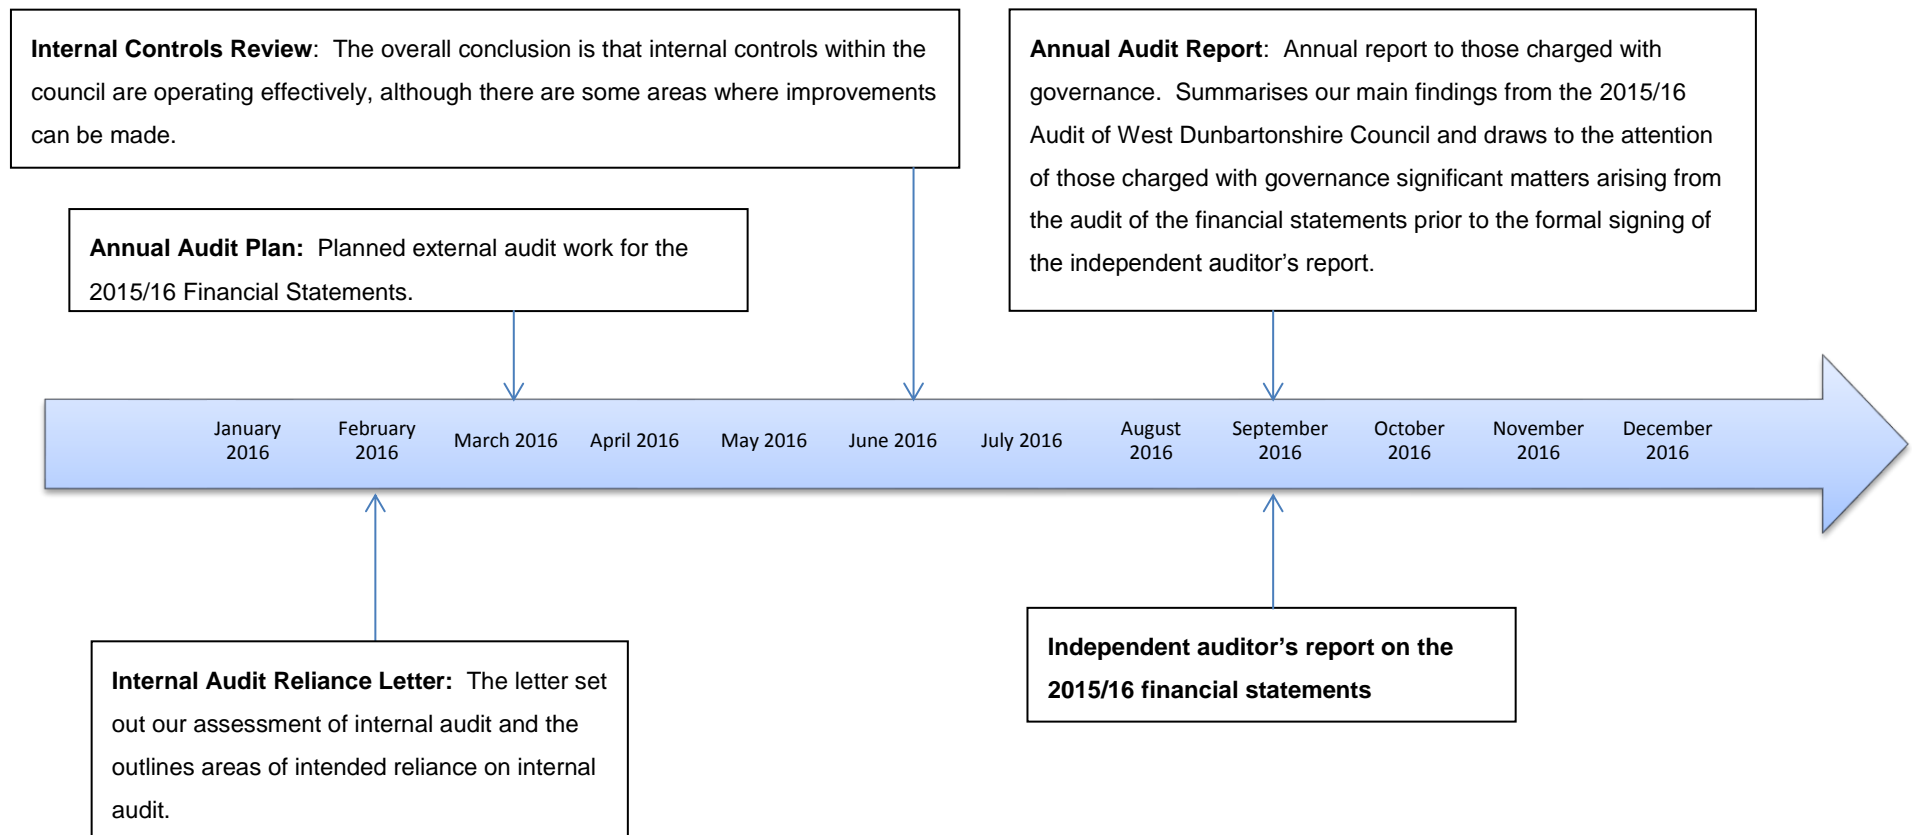 Internal Controls Review:  The overall conclusion is that internal controls within the
council are operating effectively, although there are some areas where improvements
can be made.
Annual Audit Report:  Annual report to those charged with
governance.  Summarises our main findings from the 2015/16
Audit of West Dunbartonshire Council and draws to the attention
of those charged with governance significant matters arising from
the audit of the financial statements prior to the formal signing of
the independent auditor’s report.
Annual Audit Plan:  Planned external audit work for the
2015/16 Financial Statements.
January
2016
February
2016
March 2016
April 2016
May 2016
June 2016
July 2016
August
2016
September
2016
October
2016
November
2016
December
2016
Internal Audit Reliance Letter:  The letter set
out our assessment of internal audit and the
outlines areas of intended reliance on internal
audit.
Independent auditor’s report on the
2015/16 financial statements